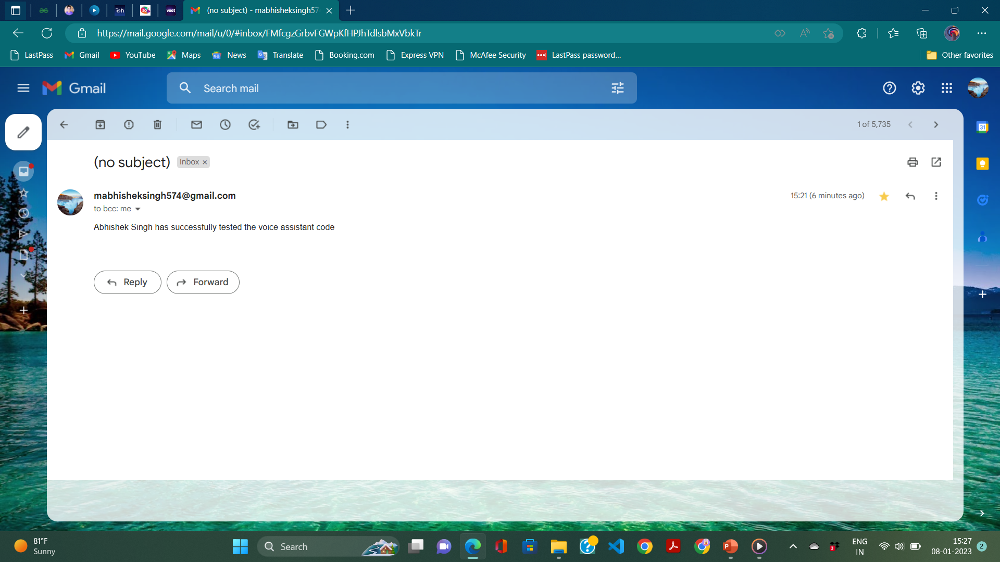 voot
(no subject) - mabhisheksingh57
https://mail.google.com/mail/u/0/#inbox/FMfcgzGrbvFGWpKfHPJhTdlsbMxVbkTr
LastPass Gmail YouTube Maps News Translate Booking.com Express VPN McAfee Security LastPass password... Other favorites
Gmail Search mail
1 of 5,735
31
(no subject) Inbox ×
mabhisheksingh574@gmail.com 15:21 (6 minutes ago)
to bcc: me
Abhishek Singh has successfully tested the voice assistant code
Reply Forward
81°F
Sunny
Search
3
ENG
IN
15:27
08-01-2023
2